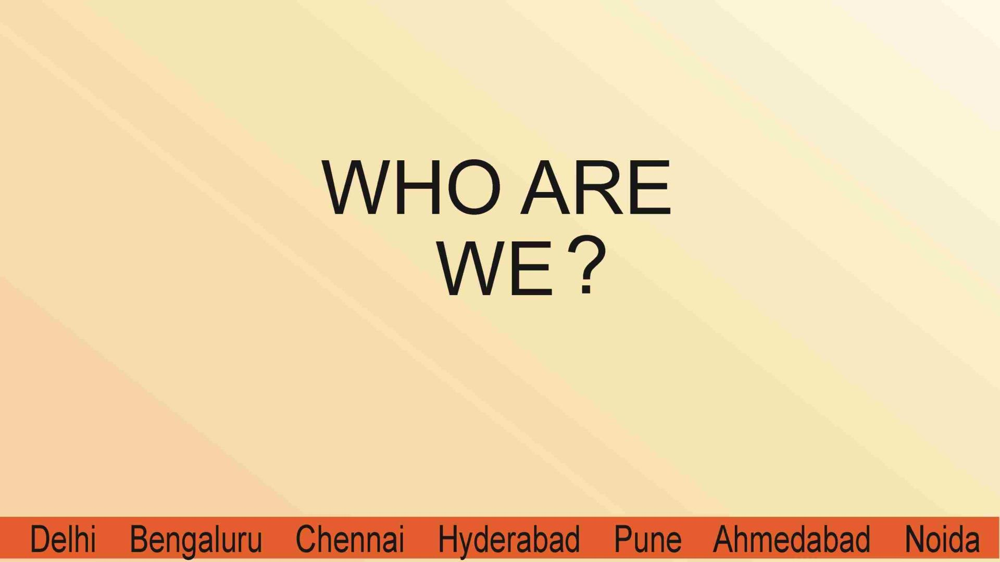 WHO ARE
WE ?
Delhi Bengaluru Chennai Hyderabad Pune Ahmedabad Noida